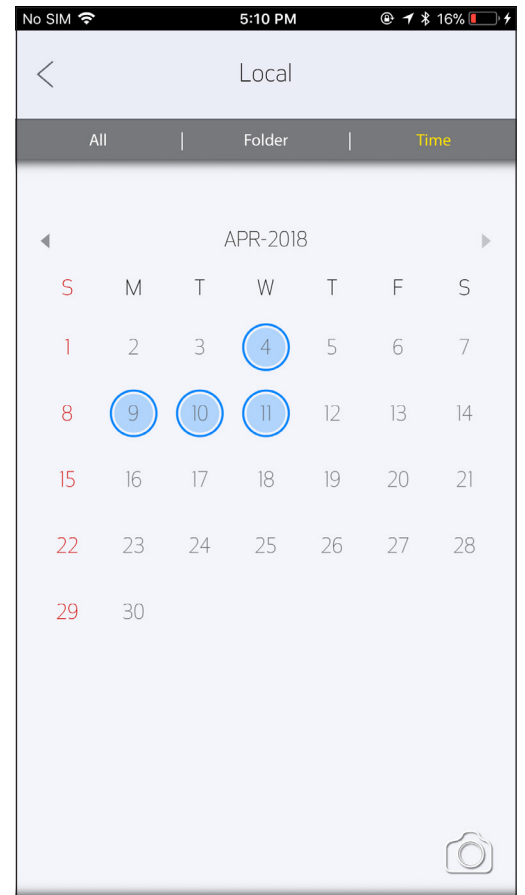 No SIM 5:10 PM 16%
Local
All | Folder | Time
APR-2018
S M T W T F S
1 2 3 4 5 6 7
8 9 10 11 12 13 14
15 16 17 18 19 20 21
22 23 24 25 26 27 28
29 30